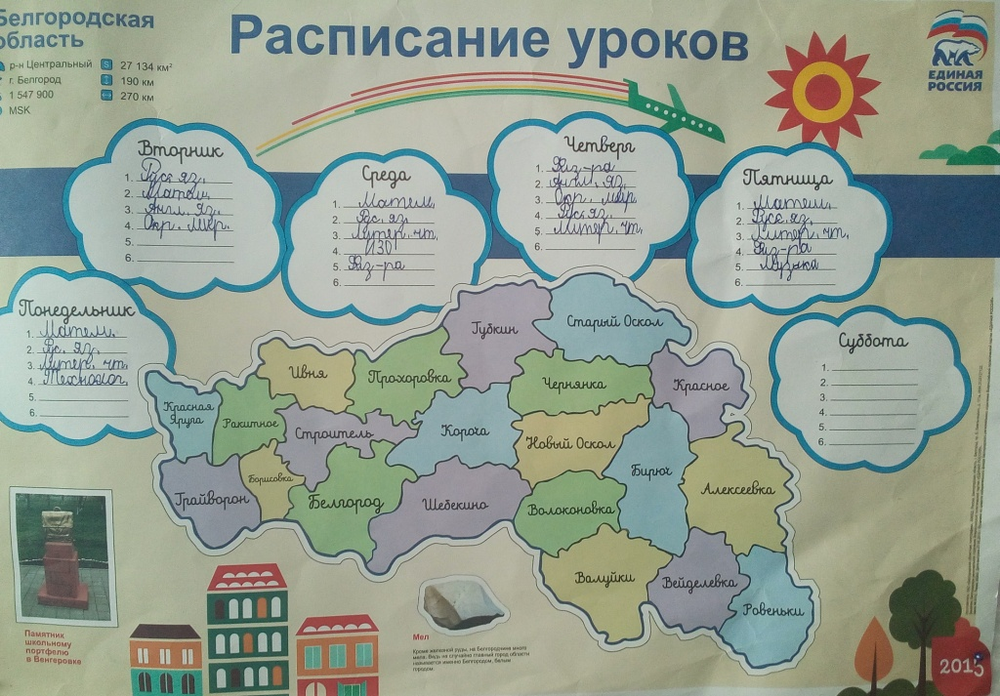 Белгородская
область
р-н Центральный
г. Белгород
1 547 900
MSK
27 134 км²
190 км
270 км
Расписание уроков
ЕДИНАЯ
РОССИЯ
Понедельник
1. Матем.
2. Рус. яз.
3. Литер. чт.
4. Технолог.
5.
6.
Вторник
1. Русс. яз.
2. Матем.
3. Англ. яз.
4. Окр. мир.
5.
6.
Среда
1. Матем.
2. Рус. яз.
3. Литер. чт.
4. ИЗО
5. Физ-ра
6.
Четверг
1. Физ-ра
2. Англ. яз.
3. Окр. мир.
4. Рус. яз.
5. Литер. чт.
6.
Пятница
1. Матем.
2. Русс. яз.
3. Литер. чт.
4. Физ-ра
5. Музыка
6.
Суббота
1.
2.
3.
4.
5.
6.
Губкин
Старый Оскол
Ивня
Прохоровка
Чернянка
Красное
Красная
Яруга
Ракитное
Строитель
Короча
Новый Оскол
Бирюч
Алексеевка
Грайворон
Борисовка
Белгород
Шебекино
Волоконовка
Валуйки
Вейделевка
Ровеньки
Памятник
школьному
портфелю
в Венгеровке
Мел
Кроме железной руды, на белгородчине много
мела. Ведь не случайно главный город области
называется именно Белгородом, белым
городом.
2015